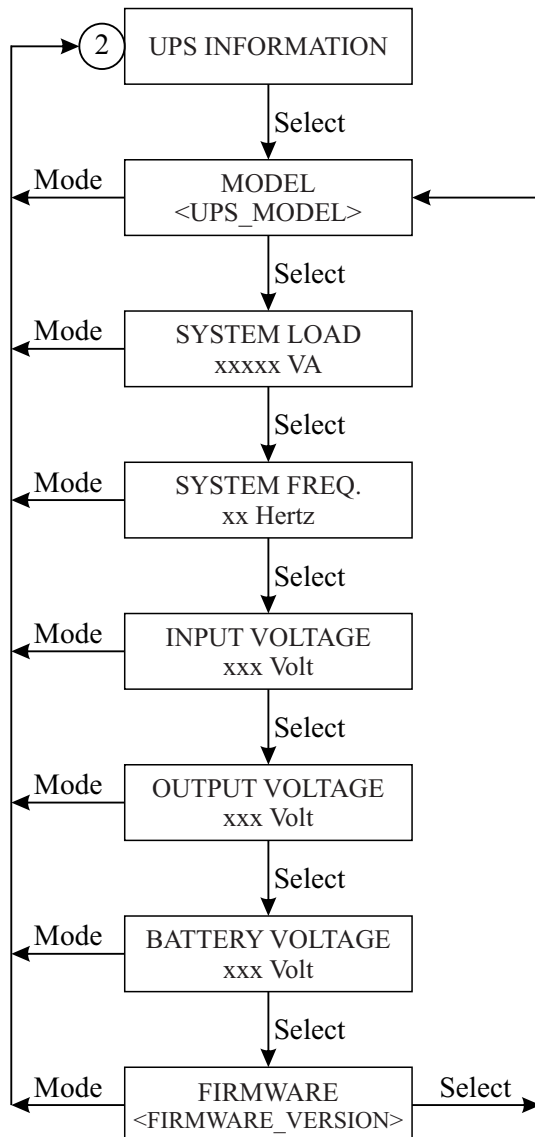 2 UPS INFORMATION
Select
Mode
MODEL
<UPS_MODEL>
Select
Mode
SYSTEM LOAD
xxxxx VA
Select
Mode
SYSTEM FREQ.
xx Hertz
Select
Mode
INPUT VOLTAGE
xxx Volt
Select
Mode
OUTPUT VOLTAGE
xxx Volt
Select
Mode
BATTERY VOLTAGE
xxx Volt
Select
Mode
FIRMWARE
<FIRMWARE_VERSION>
Select